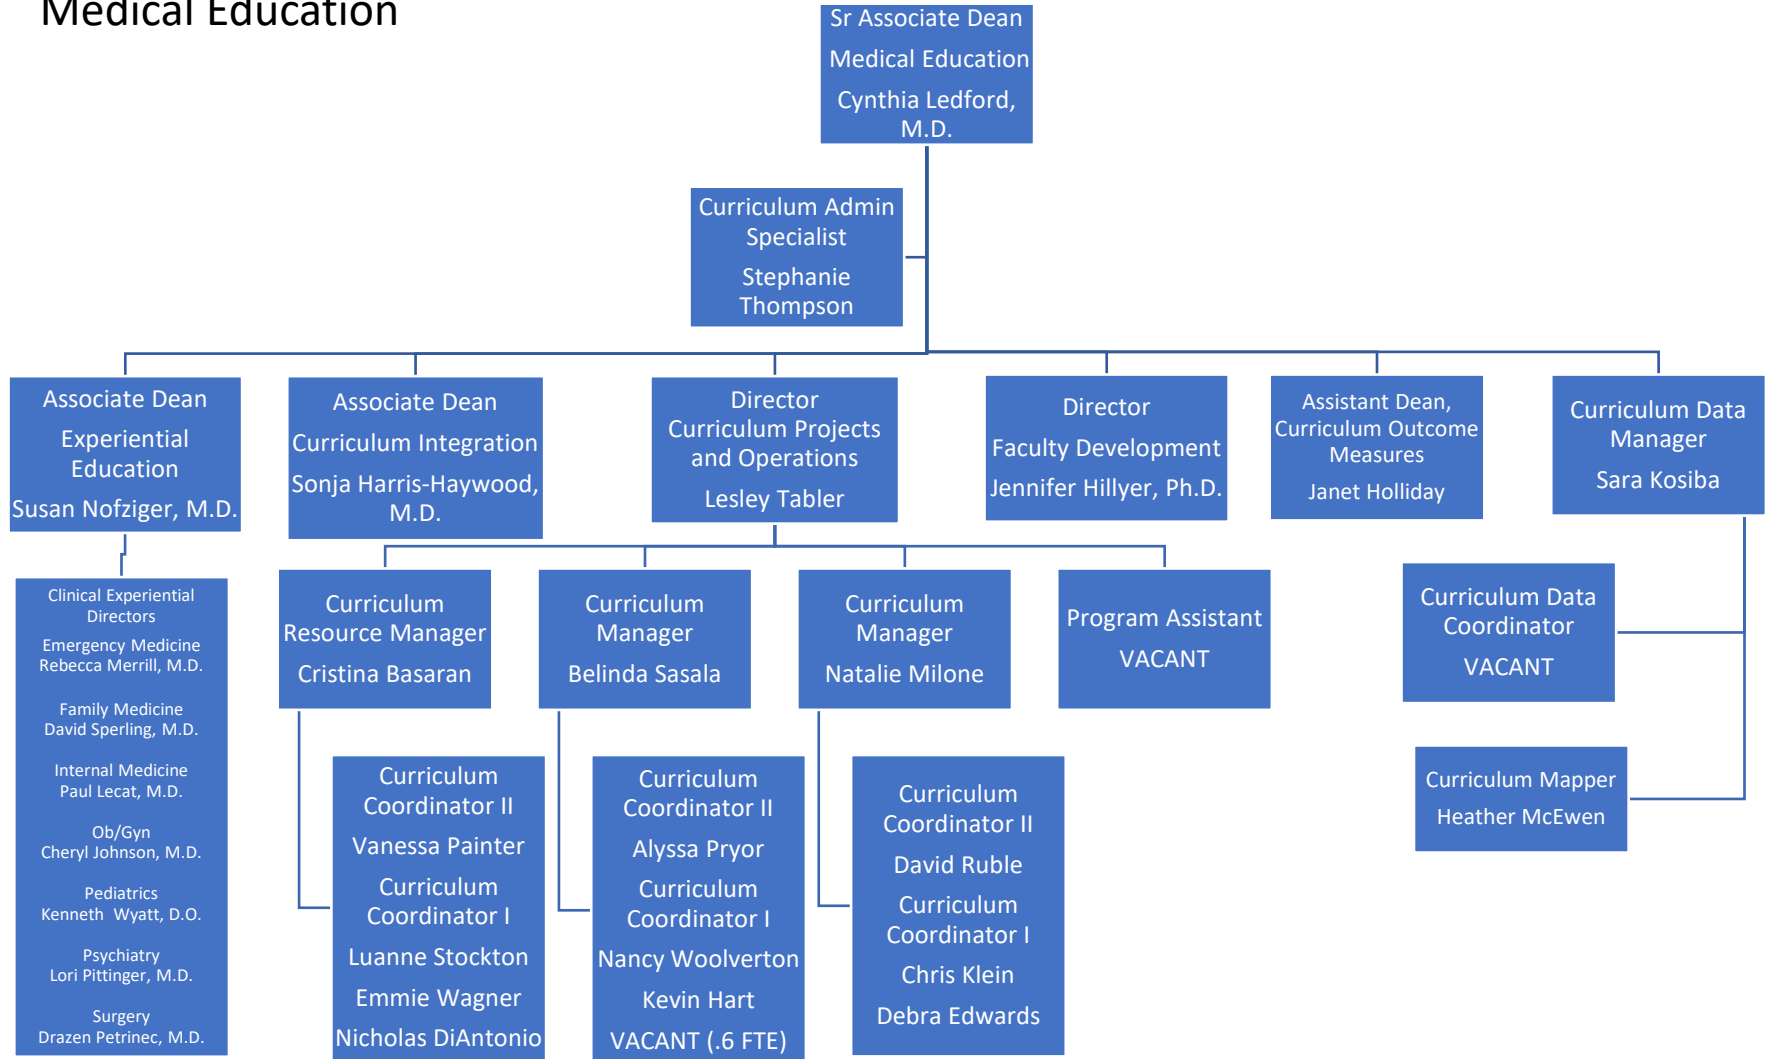 Medical Education
Sr Associate Dean
Medical Education
Cynthia Ledford,
M.D.
Curriculum Admin
Specialist
Stephanie
Thompson
Associate Dean
Experiential
Education
Susan Nofziger, M.D.
Associate Dean
Curriculum Integration
Sonja Harris-Haywood,
M.D.
Director
Curriculum Projects
and Operations
Lesley Tabler
Director
Faculty Development
Jennifer Hillyer, Ph.D.
Assistant Dean,
Curriculum Outcome
Measures
Janet Holliday
Curriculum Data
Manager
Sara Kosiba
Clinical Experiential
Directors
Emergency Medicine
Rebecca Merrill, M.D.
Family Medicine
David Sperling, M.D.
Internal Medicine
Paul Lecat, M.D.
Ob/Gyn
Cheryl Johnson, M.D.
Pediatrics
Kenneth  Wyatt, D.O.
Psychiatry
Lori Pittinger, M.D.
Surgery
Drazen Petrinec, M.D.
Curriculum
Resource Manager
Cristina Basaran
Curriculum
Manager
Belinda Sasala
Curriculum
Manager
Natalie Milone
Program Assistant
VACANT
Curriculum Data
Coordinator
VACANT
Curriculum Mapper
Heather McEwen
Curriculum
Coordinator II
Vanessa Painter
Curriculum
Coordinator I
Luanne Stockton
Emmie Wagner
Nicholas DiAntonio
Curriculum
Coordinator II
Alyssa Pryor
Curriculum
Coordinator I
Nancy Woolverton
Kevin Hart
VACANT (.6 FTE)
Curriculum
Coordinator II
David Ruble
Curriculum
Coordinator I
Chris Klein
Debra Edwards